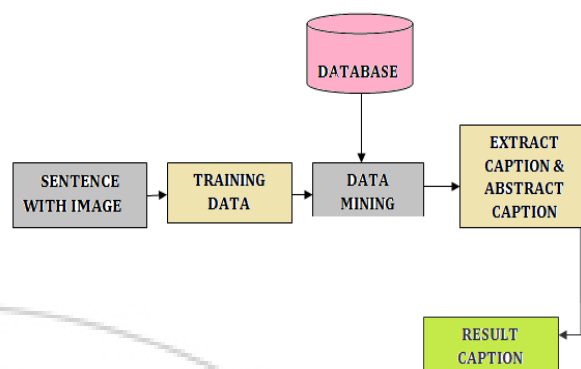 DATABASE
SENTENCE
WITH IMAGE
TRAINING
DATA
DATA
MINING
EXTRACT
CAPTION &
ABSTRACT
CAPTION
RESULT
CAPTION